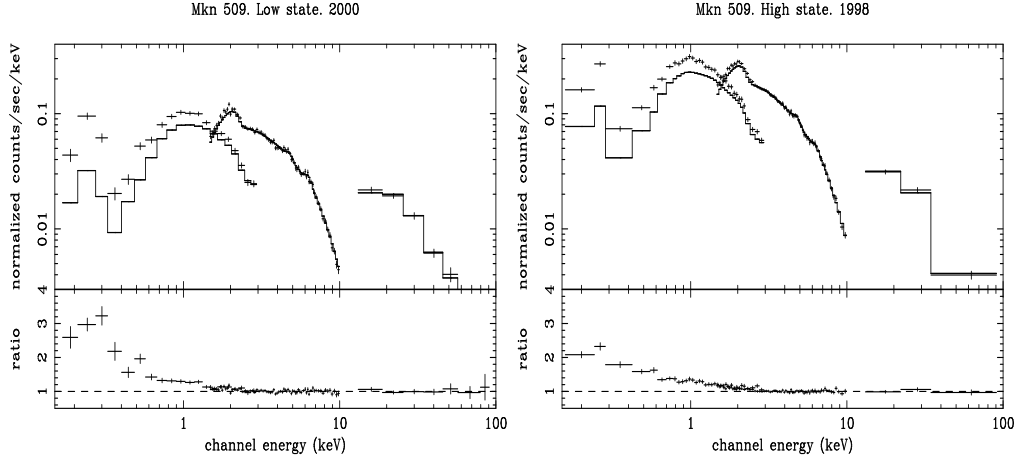 Mkn 509. Low state. 2000
normalized counts/sec/keV
0.1
0.01
4
ratio
3
2
1
1
10
100
channel energy (keV)
Mkn 509. High state. 1998
normalized counts/sec/keV
0.1
0.01
4
ratio
3
2
1
1
10
100
channel energy (keV)